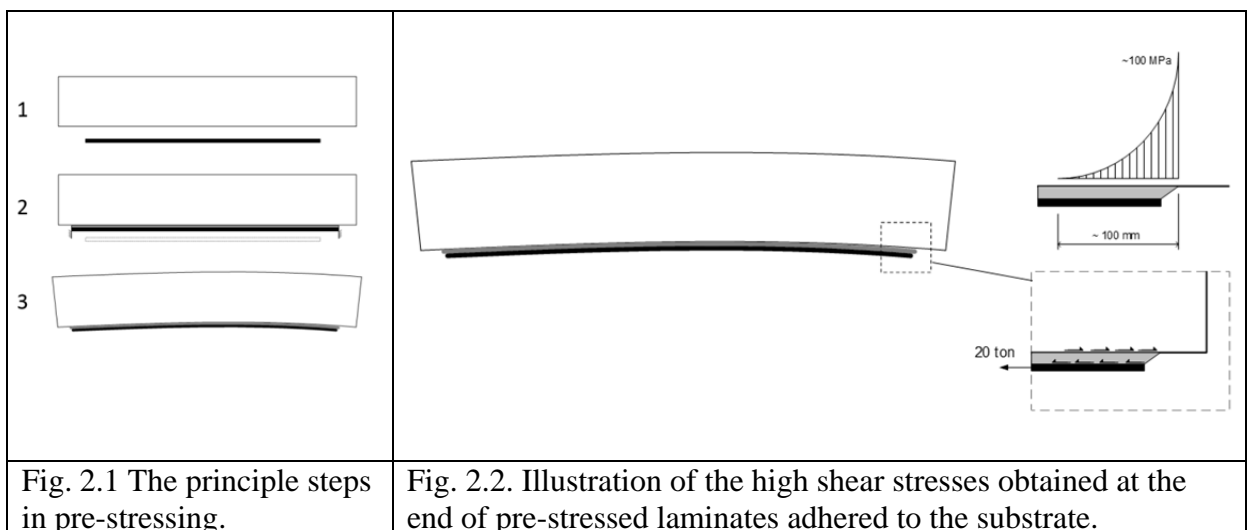 1
2
3
~100 MPa
~ 100 mm
20 ton
Fig. 2.1 The principle steps
in pre-stressing.
Fig. 2.2. Illustration of the high shear stresses obtained at the
end of pre-stressed laminates adhered to the substrate.